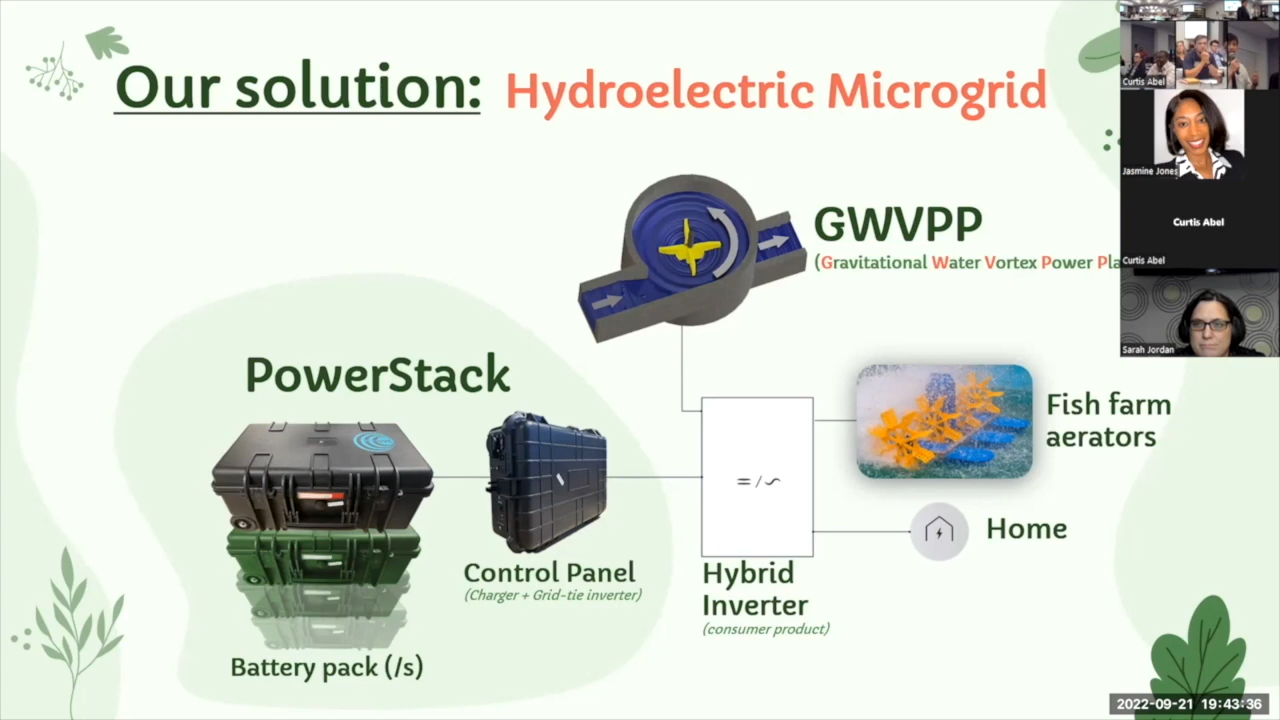 Our solution: Hydroelectric Microgrid
GWVPP
(Gravitational Water Vortex Power Pla
PowerStack
Control Panel
(Charger + Grid-tie inverter)
Battery pack (/s)
=/∽
Hybrid
Inverter
(consumer product)
Fish farm
aerators
Home
Curtis Abel
Jasmine Jones
Curtis Abel
Curtis Abel
Sarah Jordan
2022-09-21 19:43:36